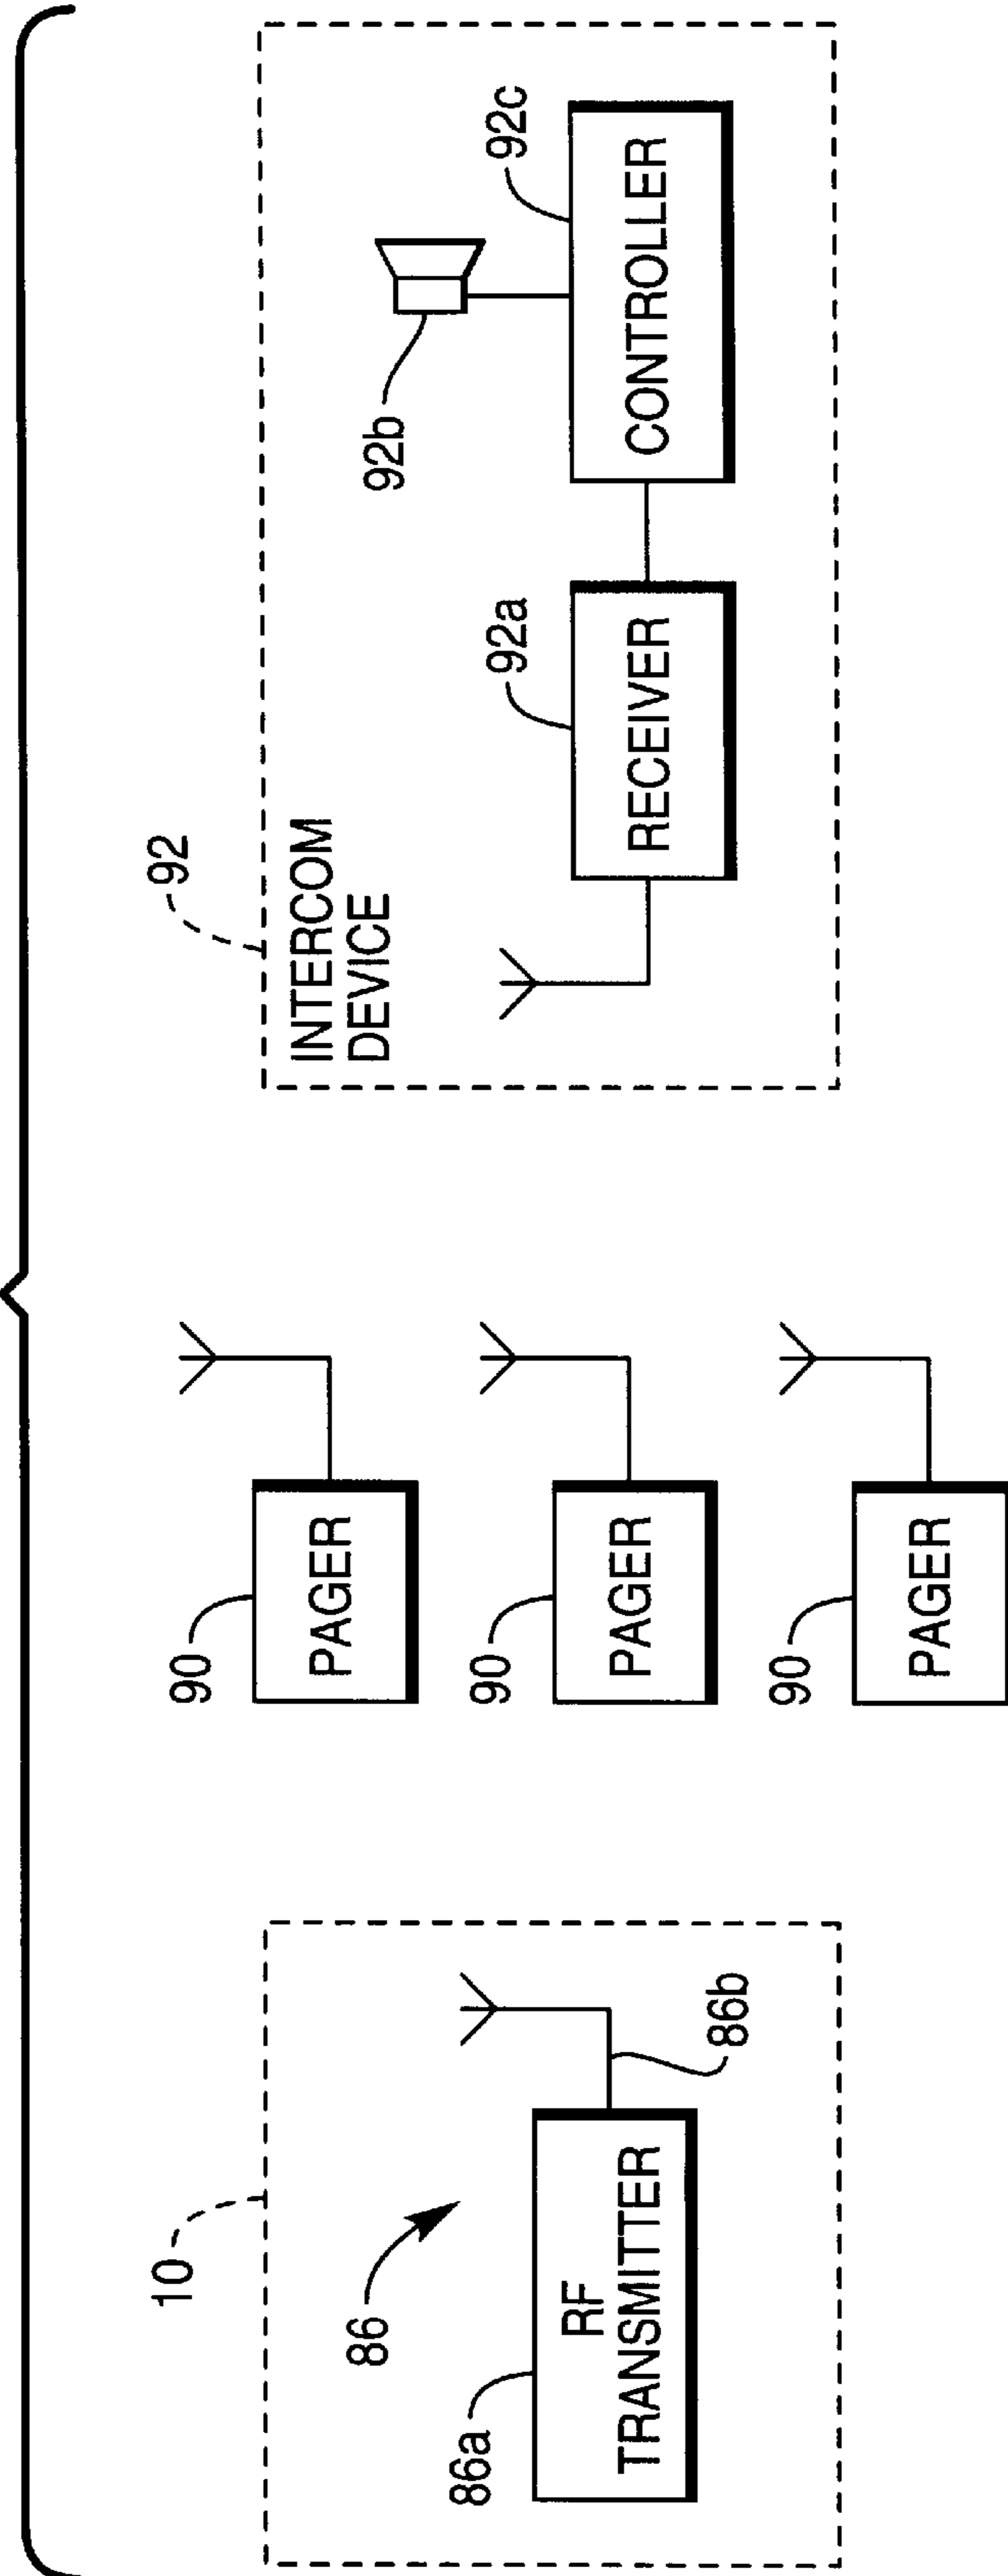 10
86
86a
RF
TRANSMITTER
86b
90
PAGER
90
PAGER
90
PAGER
92
INTERCOM
DEVICE
92a
RECEIVER
92b
92c
CONTROLLER